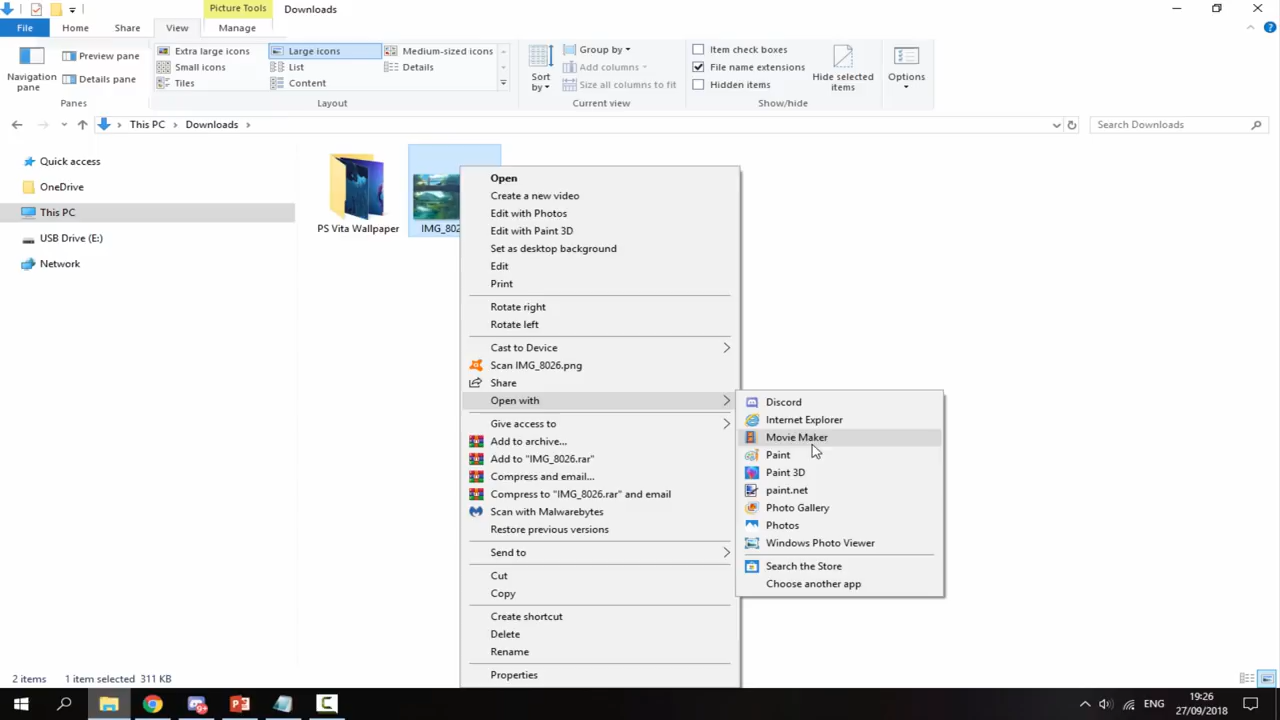 Picture Tools
Downloads
File
Home
Share
View
Manage
Navigation pane
Preview pane
Details pane
Panes
Extra large icons
Large icons
Medium-sized icons
Small icons
List
Details
Tiles
Content
Layout
Sort by
Group by
Add columns
Size all columns to fit
Current view
Item check boxes
File name extensions
Hidden items
Hide selected items
Show/hide
Options
This PC
Downloads
Search Downloads
Quick access
OneDrive
This PC
USB Drive (E:)
Network
PS Vita Wallpaper
IMG_802
Open
Create a new video
Edit with Photos
Edit with Paint 3D
Set as desktop background
Edit
Print
Rotate right
Rotate left
Cast to Device
Scan IMG_8026.png
Share
Open with
Give access to
Add to archive...
Add to "IMG_8026.rar"
Compress and email...
Compress to "IMG_8026.rar" and email
Scan with Malwarebytes
Restore previous versions
Send to
Cut
Copy
Create shortcut
Delete
Rename
Properties
Discord
Internet Explorer
Movie Maker
Paint
Paint 3D
paint.net
Photo Gallery
Photos
Windows Photo Viewer
Search the Store
Choose another app
2 items
1 item selected 311 KB
ENG
19:26
27/09/2018